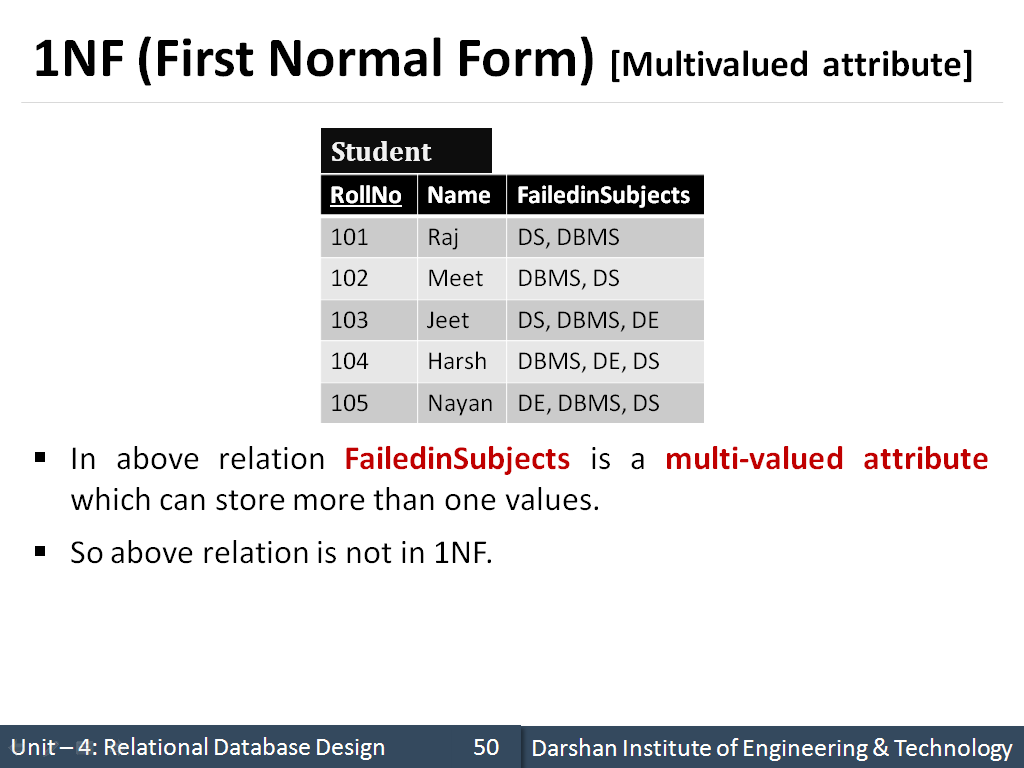 1NF (First Normal Form) [Multivalued attribute]
Student
RollNo Name FailedinSubjects
101 Raj DS, DBMS
102 Meet DBMS, DS
103 Jeet DS, DBMS, DE
104 Harsh DBMS, DE, DS
105 Nayan DE, DBMS, DS
▪ In above relation FailedinSubjects is a multi-valued attribute
which can store more than one values.
▪ So above relation is not in 1NF.
Unit – 4: Relational Database Design 50 Darshan Institute of Engineering & Technology